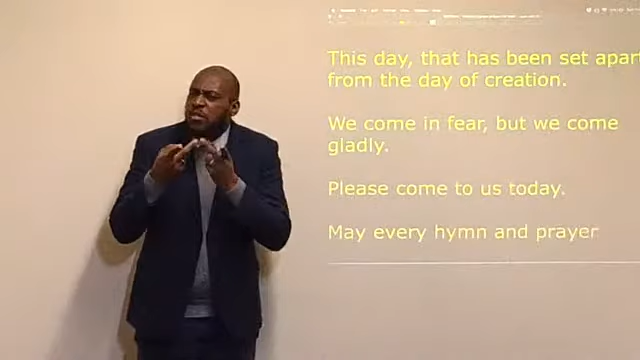 This day, that has been set apar
from the day of creation.
We come in fear, but we come
gladly.
Please come to us today.
May every hymn and prayer